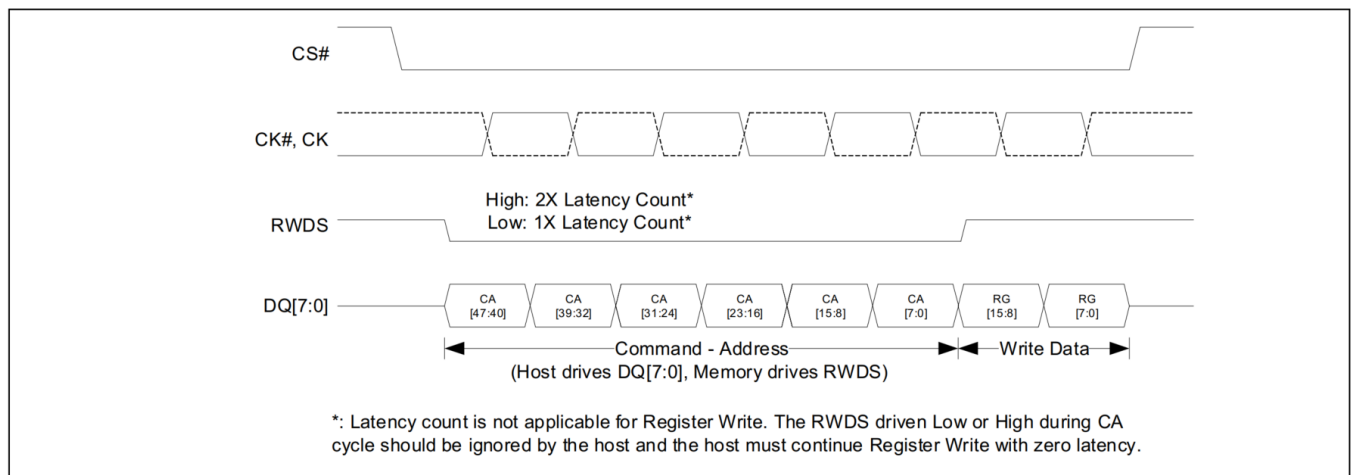 CS#
CK#, CK
High: 2X Latency Count*
Low: 1X Latency Count*
RWDS
DQ[7:0]
CA [47:40]
CA [39:32]
CA [31:24]
CA [23:16]
CA [15:8]
CA [7:0]
RG [15:8]
RG [7:0]
Command - Address
Write Data
(Host drives DQ[7:0], Memory drives RWDS)
*: Latency count is not applicable for Register Write. The RWDS driven Low or High during CA
cycle should be ignored by the host and the host must continue Register Write with zero latency.